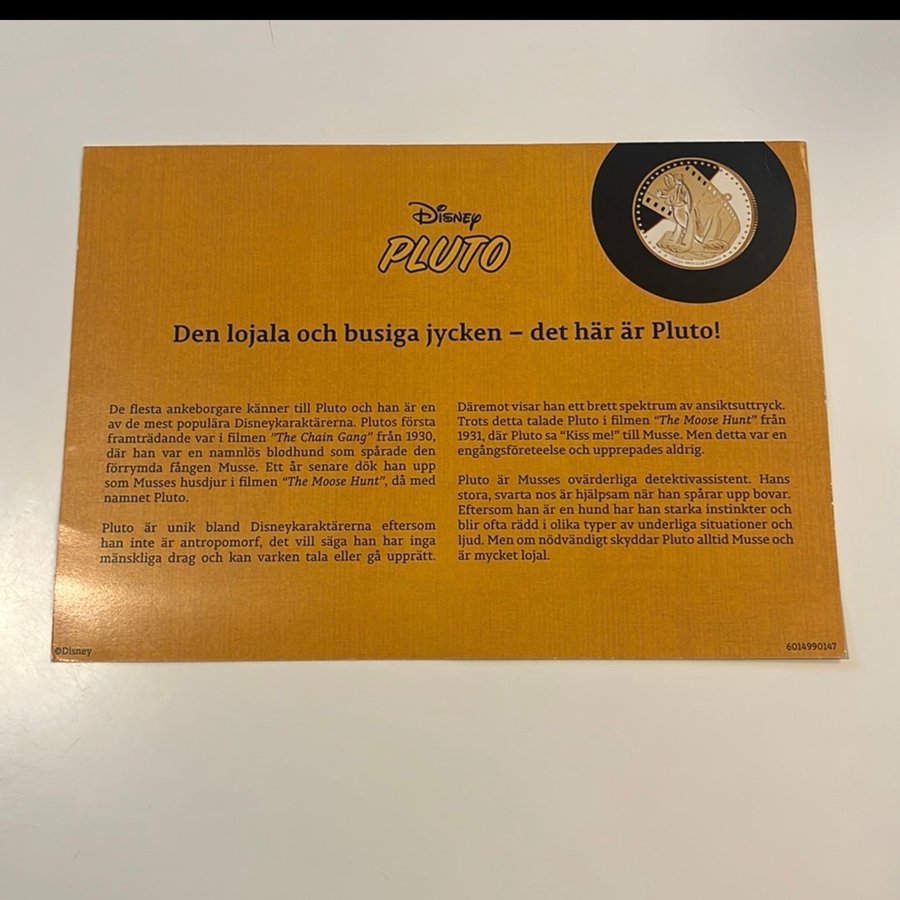 Disney
PLUTO
Den lojala och busiga jycken – det här är Pluto!
De flesta ankeborgare känner till Pluto och han är en
av de mest populära Disneykaraktärerna. Plutos första
framträdande var i filmen "The Chain Gang" från 1930,
där han var en namnlös blodhund som spårade den
förrymda fången Musse. Ett år senare dök han upp
som Musses husdjur i filmen "The Moose Hunt", då med
namnet Pluto.
Pluto är unik bland Disneykaraktärerna eftersom
han inte är antropomorf, det vill säga han har inga
mänskliga drag och kan varken tala eller gå upprätt.
Däremot visar han ett brett spektrum av ansiktsuttryck.
Trots detta talade Pluto i filmen "The Moose Hunt" från
1931, där Pluto sa "Kiss me!" till Musse. Men detta var en
engångsföreteelse och upprepades aldrig.
Pluto är Musses ovärderliga detektivassistent. Hans
stora, svarta nos är hjälpsam när han spårar upp bovar.
Eftersom han är en hund har han starka instinkter och
blir ofta rädd i olika typer av underliga situationer och
ljud. Men om nödvändigt skyddar Pluto alltid Musse och
är mycket lojal.
©Disney
6014990147